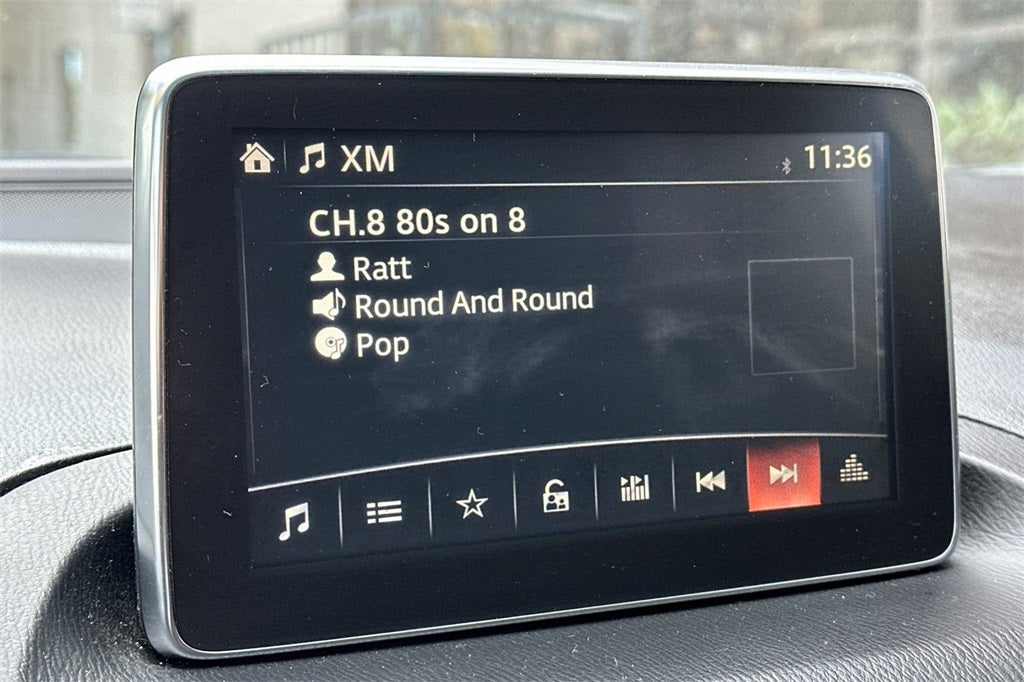 XM
11:36
CH.8 80s on 8
Ratt
Round And Round
Pop